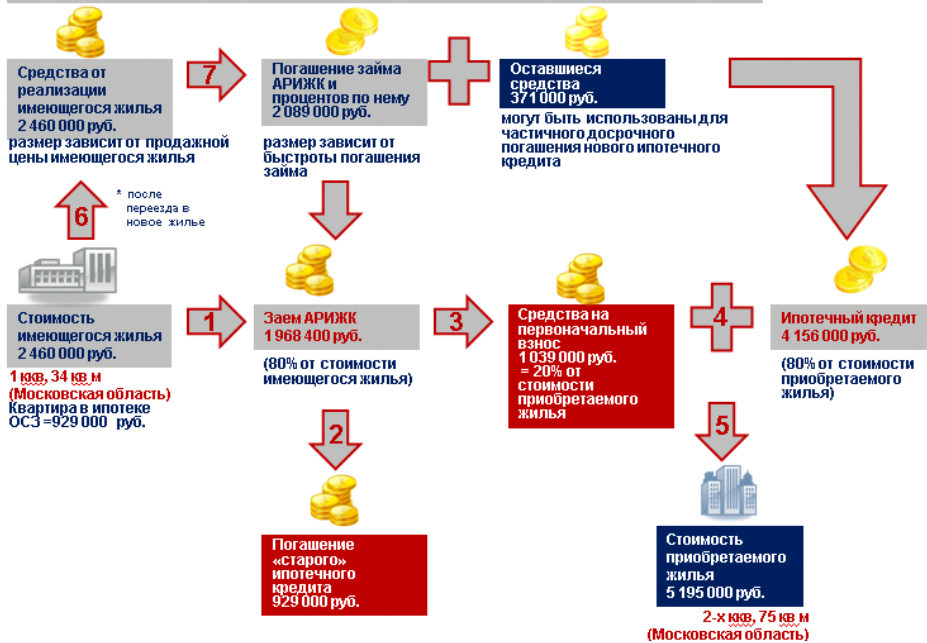 Средства от
реализации
имеющегося жилья
2 460 000 руб.
размер зависит от продажной
цены имеющегося жилья
7
Погашение займа
АРИЖК и
процентов по нему
2 089 000 руб.
размер зависит от
быстроты погашения
займа
Оставшиеся
средства
371 000 руб.
могут быть использованы для
частичного досрочного
погашения нового ипотечного
кредита
6
* после
переезда в
новое жилье
Стоимость
имеющегося жилья
2 460 000 руб.
1 ккв, 34 кв м
(Московская область)
Квартира в ипотеке
ОСЗ =929 000 руб.
1
Заем АРИЖК
1 968 400 руб.
(80% от стоимости
имеющегося жилья)
3
Средства на
первоначальный
взнос
1 039 000 руб.
= 20% от
стоимости
приобретаемого
жилья
4
Ипотечный кредит
4 156 000 руб.
(80% от стоимости
приобретаемого
жилья)
2
Погашение
«старого»
ипотечного
кредита
929 000 руб.
5
Стоимость
приобретаемого
жилья
5 195 000 руб.
2-х ккв, 75 кв м
(Московская область)